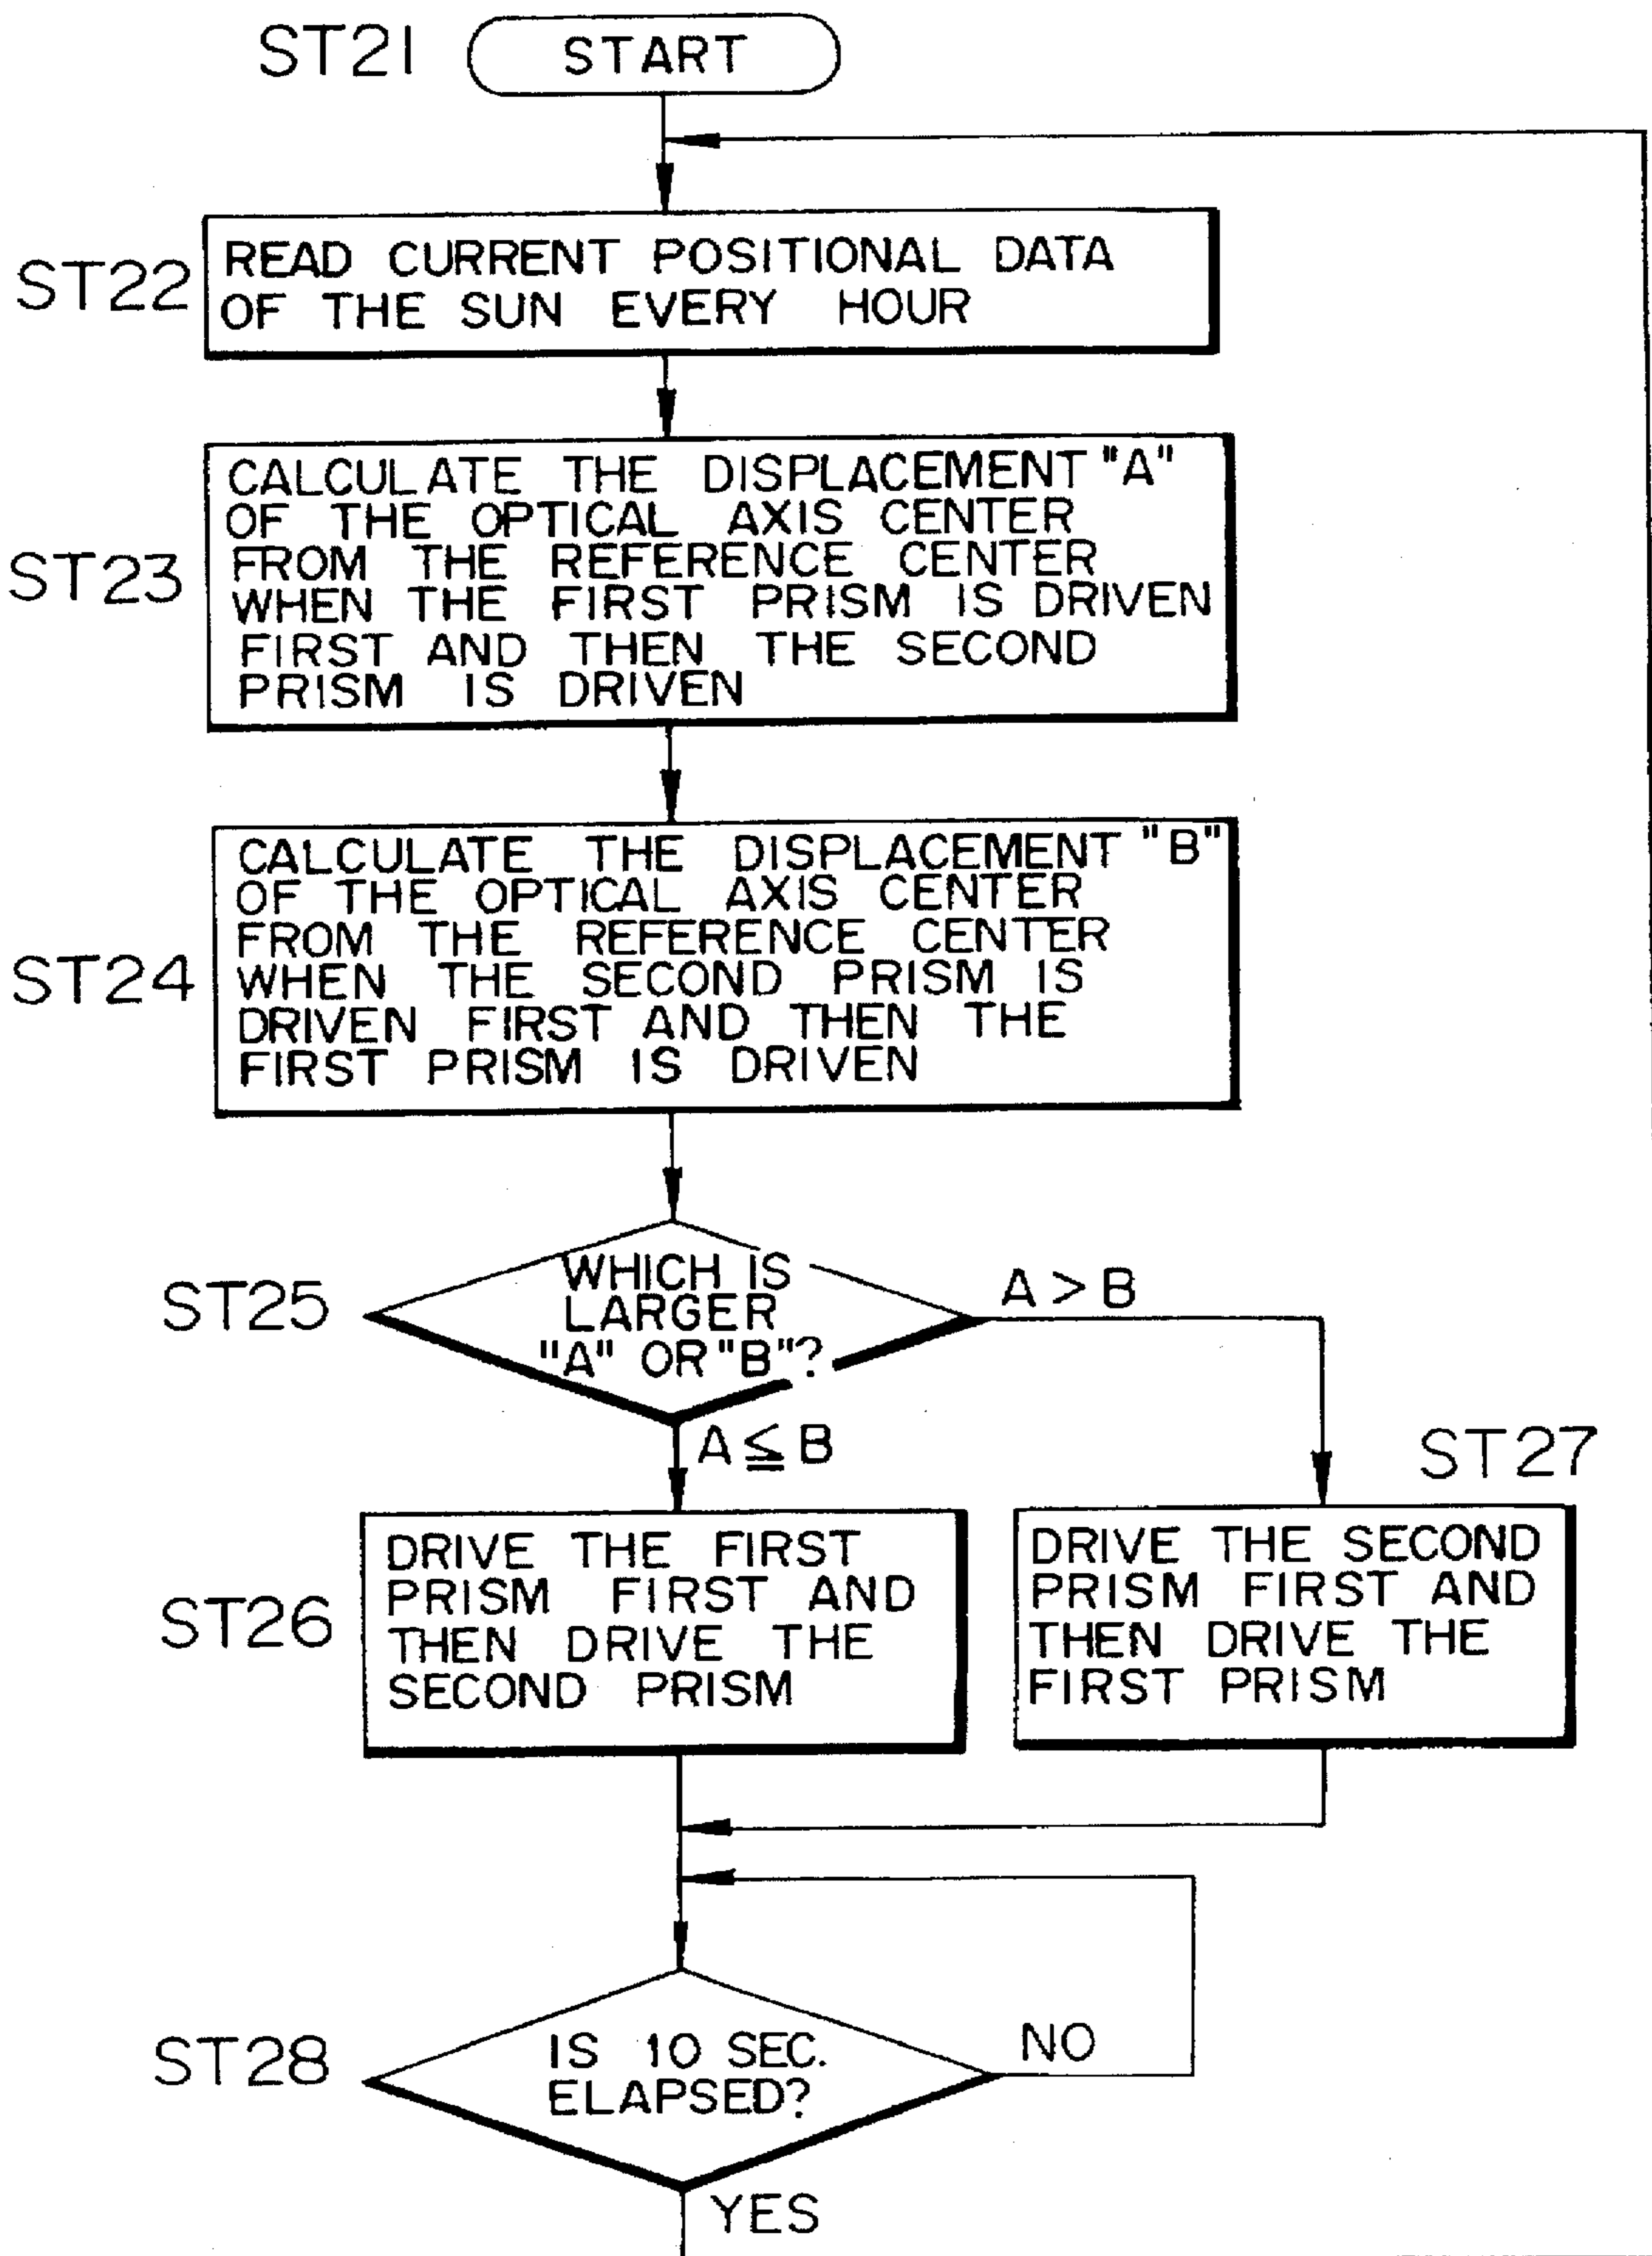 ST21
START
ST22
READ CURRENT POSITIONAL DATA
OF THE SUN EVERY HOUR
ST23
CALCULATE THE DISPLACEMENT "A"
OF THE OPTICAL AXIS CENTER
FROM THE REFERENCE CENTER
WHEN THE FIRST PRISM IS DRIVEN
FIRST AND THEN THE SECOND
PRISM IS DRIVEN
ST24
CALCULATE THE DISPLACEMENT "B"
OF THE OPTICAL AXIS CENTER
FROM THE REFERENCE CENTER
WHEN THE SECOND PRISM IS
DRIVEN FIRST AND THEN THE
FIRST PRISM IS DRIVEN
ST25
WHICH IS
LARGER
"A" OR "B"?
A > B
A ≦ B
ST26
DRIVE THE FIRST
PRISM FIRST AND
THEN DRIVE THE
SECOND PRISM
ST27
DRIVE THE SECOND
PRISM FIRST AND
THEN DRIVE THE
FIRST PRISM
ST28
IS 10 SEC.
ELAPSED?
NO
YES